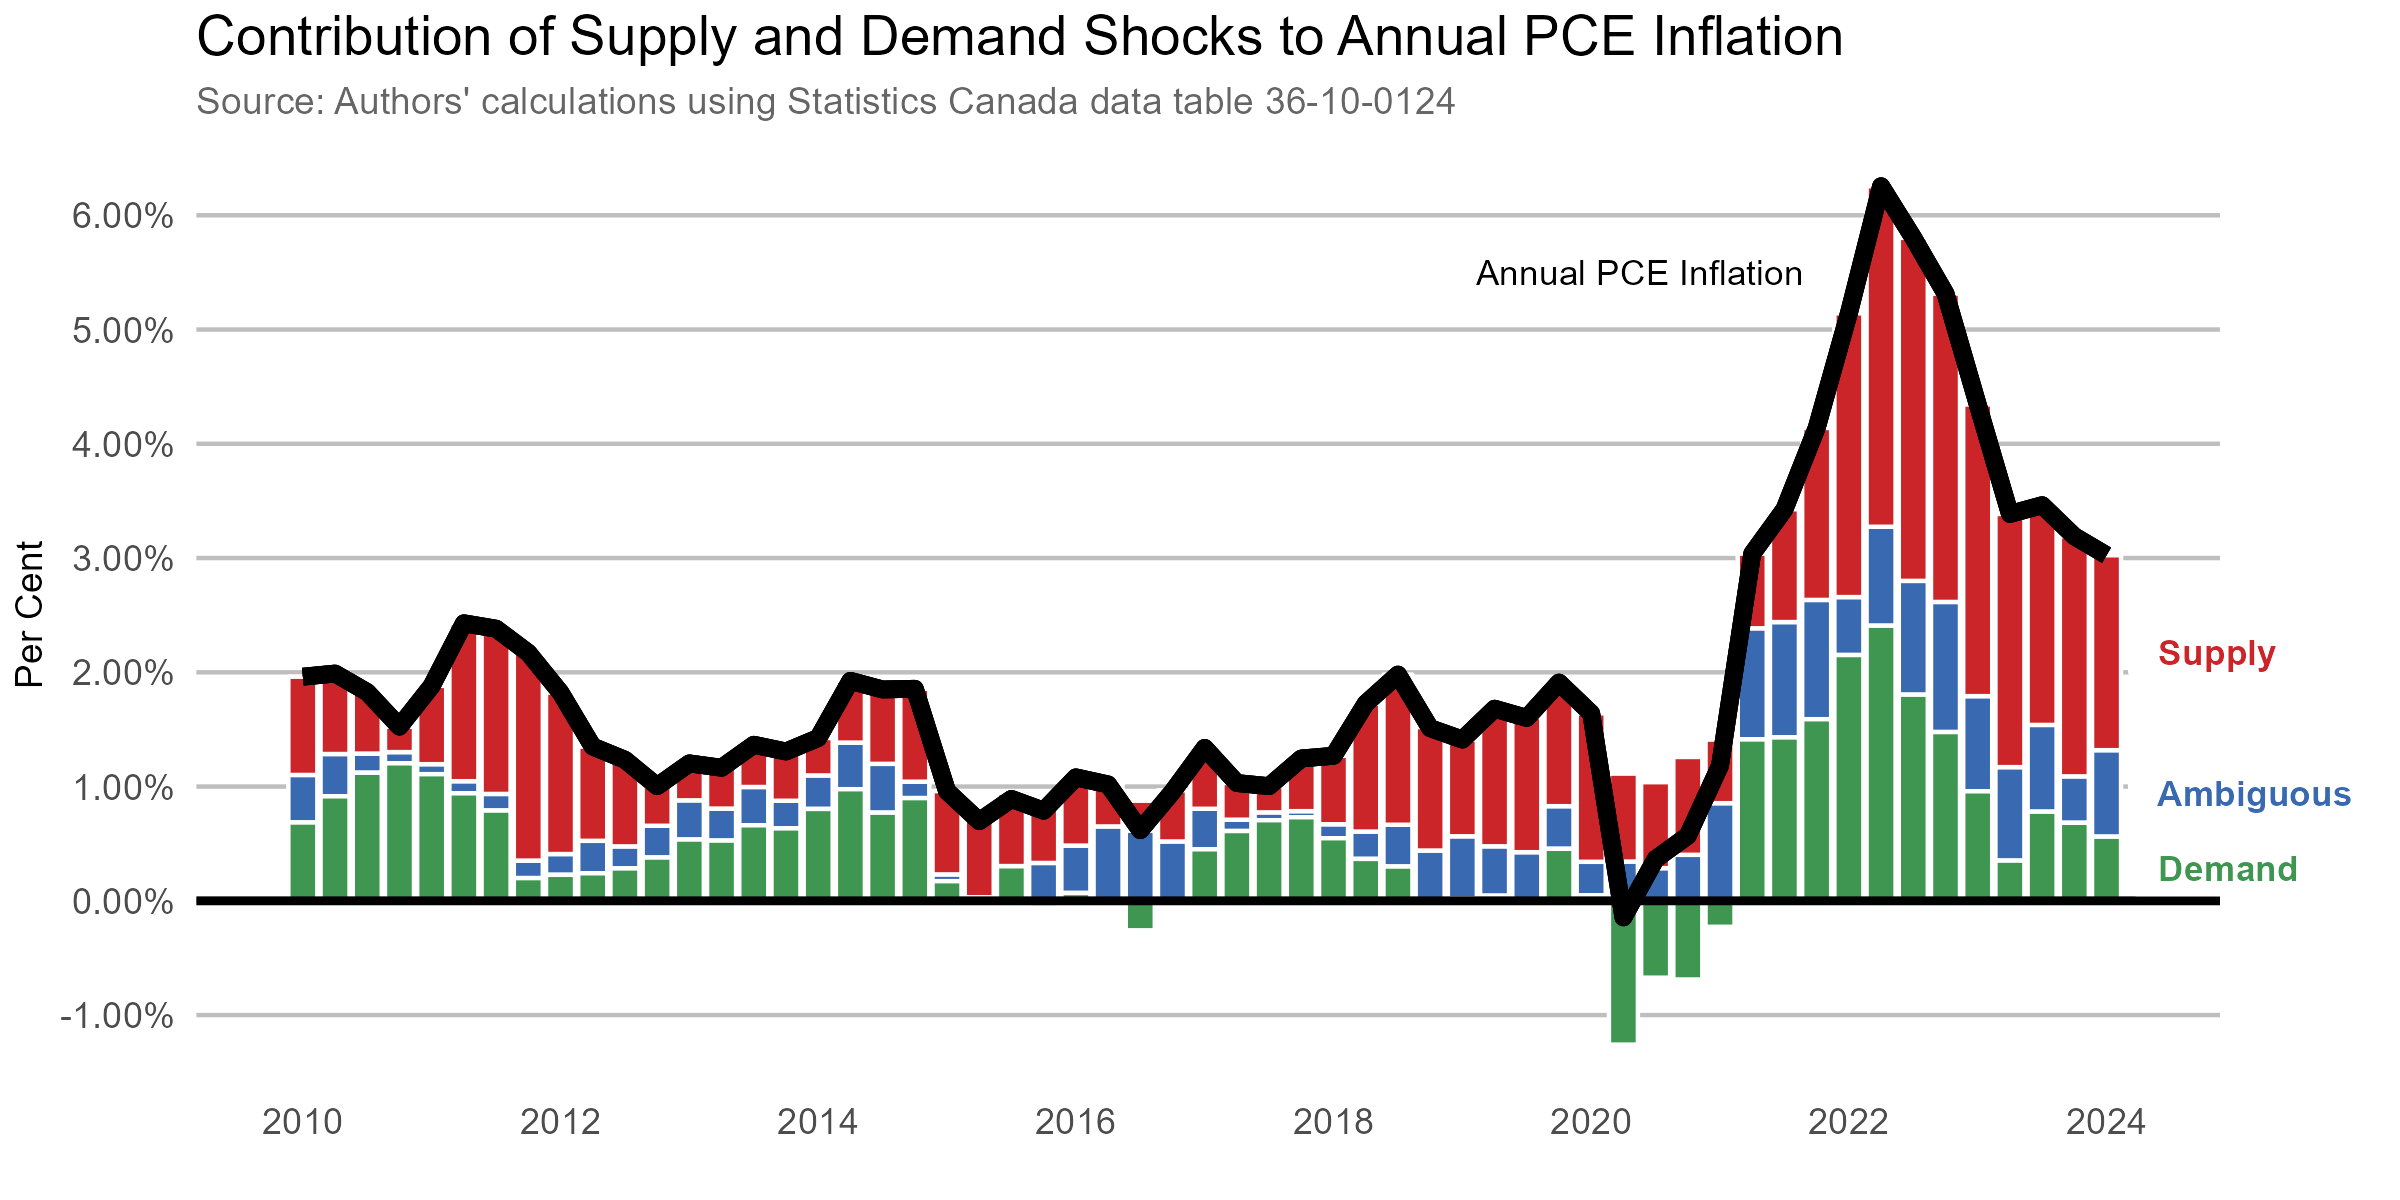 Contribution of Supply and Demand Shocks to Annual PCE Inflation
Source: Authors' calculations using Statistics Canada data table 36-10-0124
6.00%
Annual PCE Inflation
5.00%
4.00%
3.00%
Per Cent
2.00%
Supply
1.00%
Ambiguous
Demand
0.00%
-1.00%
2010 2012 2014 2016 2018 2020 2022 2024